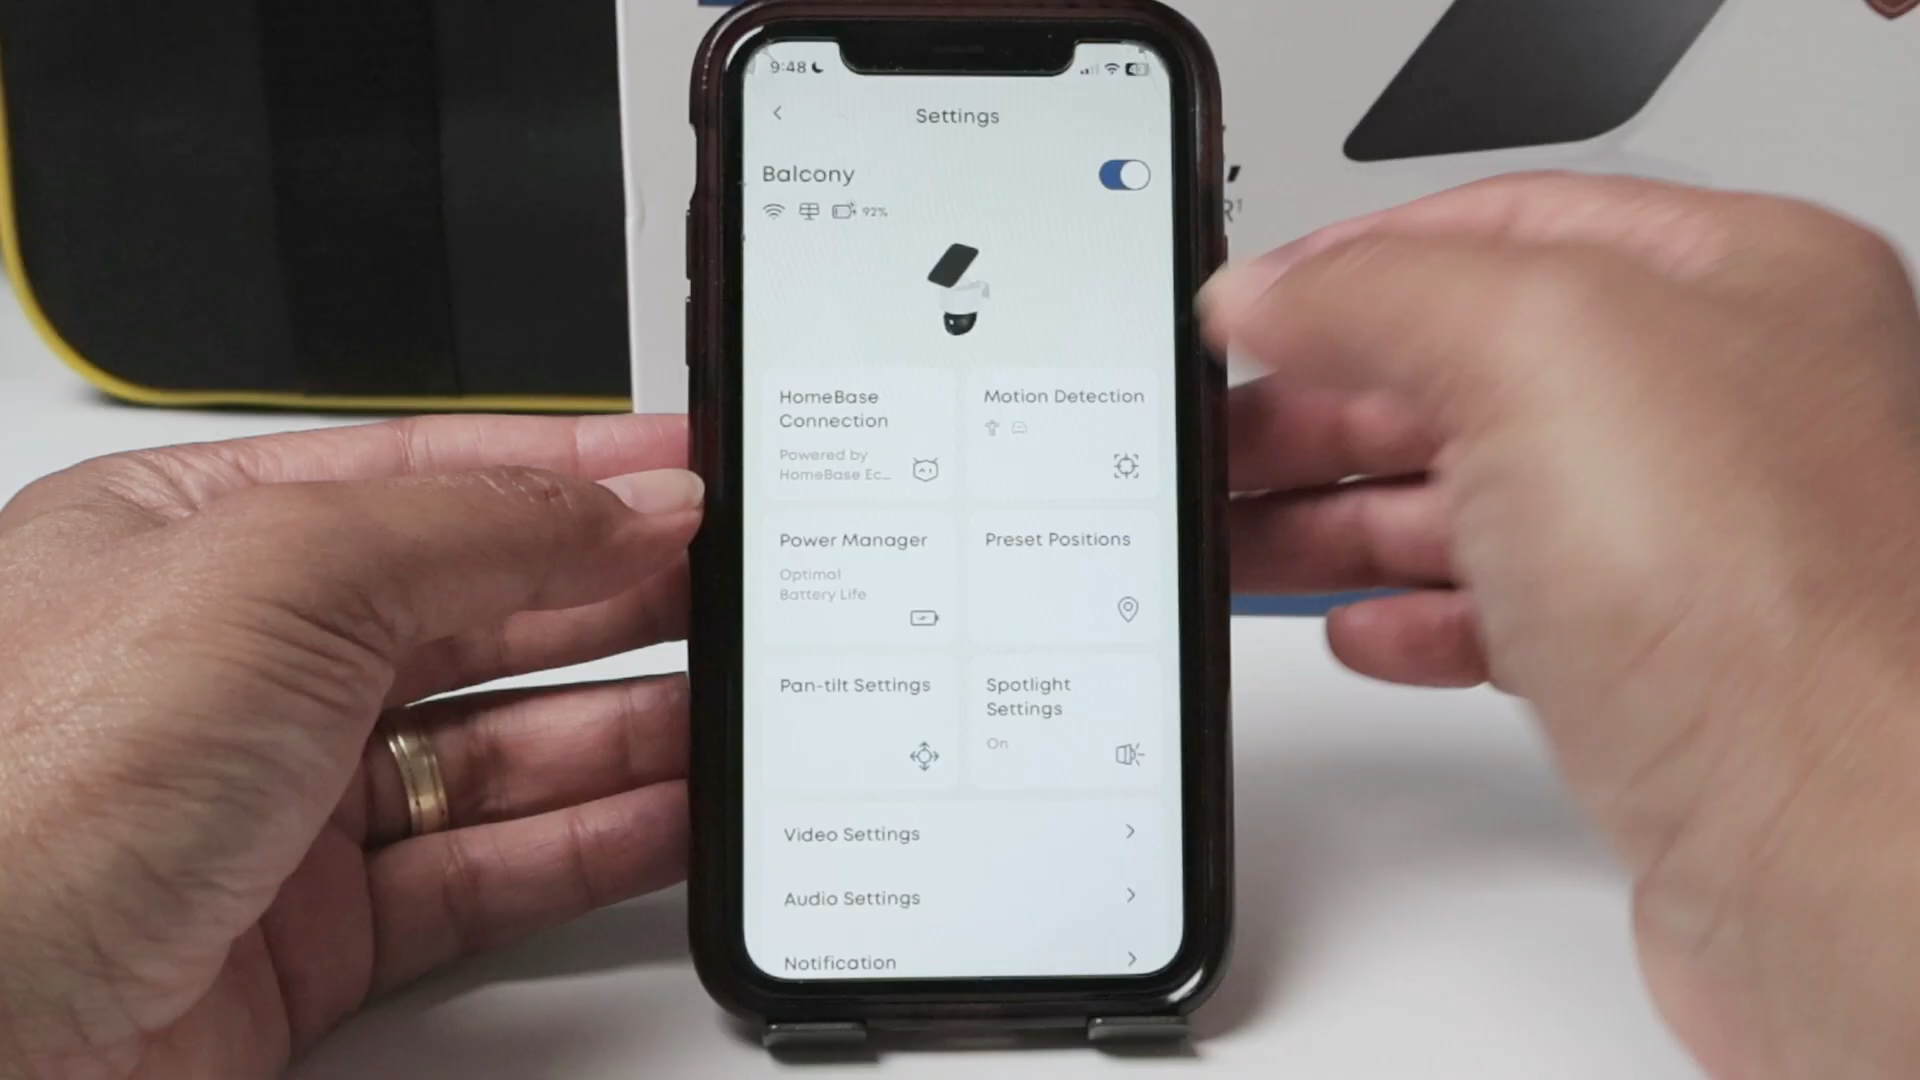 9:48
Settings
Balcony
92%
HomeBase
Connection
Powered by
HomeBase Ec...
Motion Detection
Power Manager
Optimal
Battery Life
Preset Positions
Pan-tilt Settings
Spotlight
Settings
On
Video Settings
Audio Settings
Notification